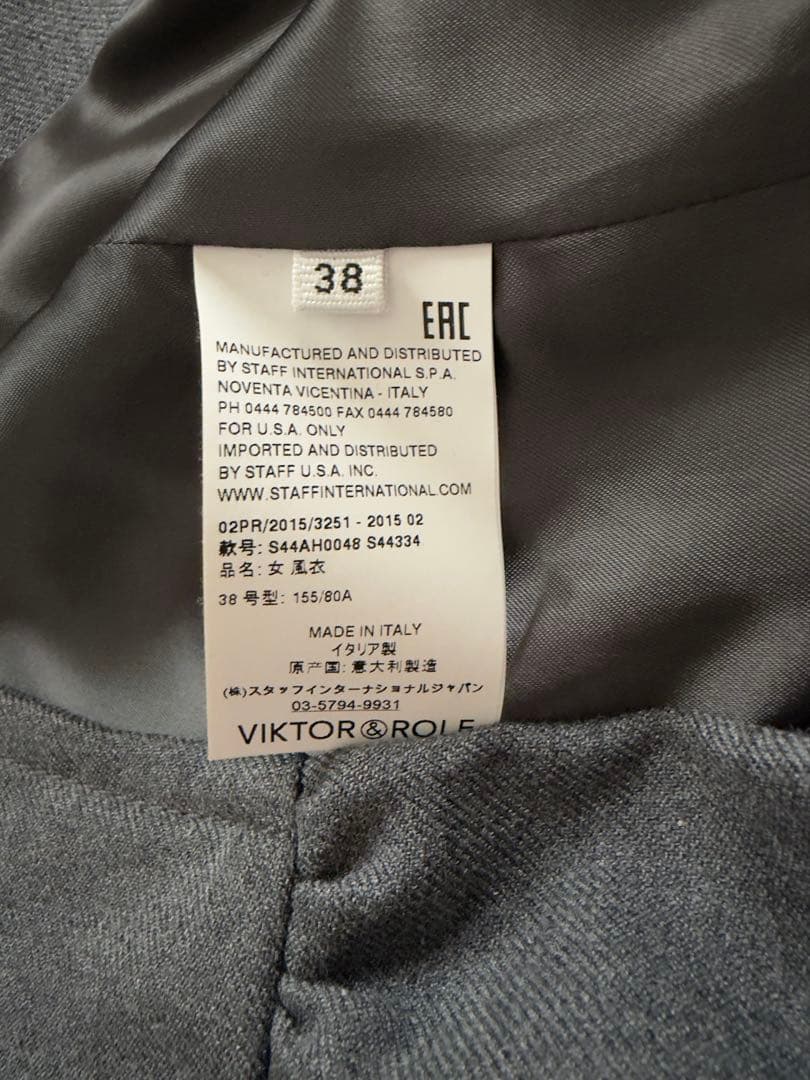 38
EAC
MANUFACTURED AND DISTRIBUTED
BY STAFF INTERNATIONAL S.P.A.
NOVENTA VICENTINA - ITALY
PH 0444 784500 FAX 0444 784580
FOR U.S.A. ONLY
IMPORTED AND DISTRIBUTED
BY STAFF U.S.A. INC.
WWW.STAFFINTERNATIONAL.COM
02PR/2015/3251 - 2015 02
款号: S44AH0048 S44334
品名: 女 風衣
38 号型: 155/80A
MADE IN ITALY
イタリア製
原产国: 意大利製造
(株)スタッフインターナショナルジャパン
03-5794-9931
VIKTOR&ROLF